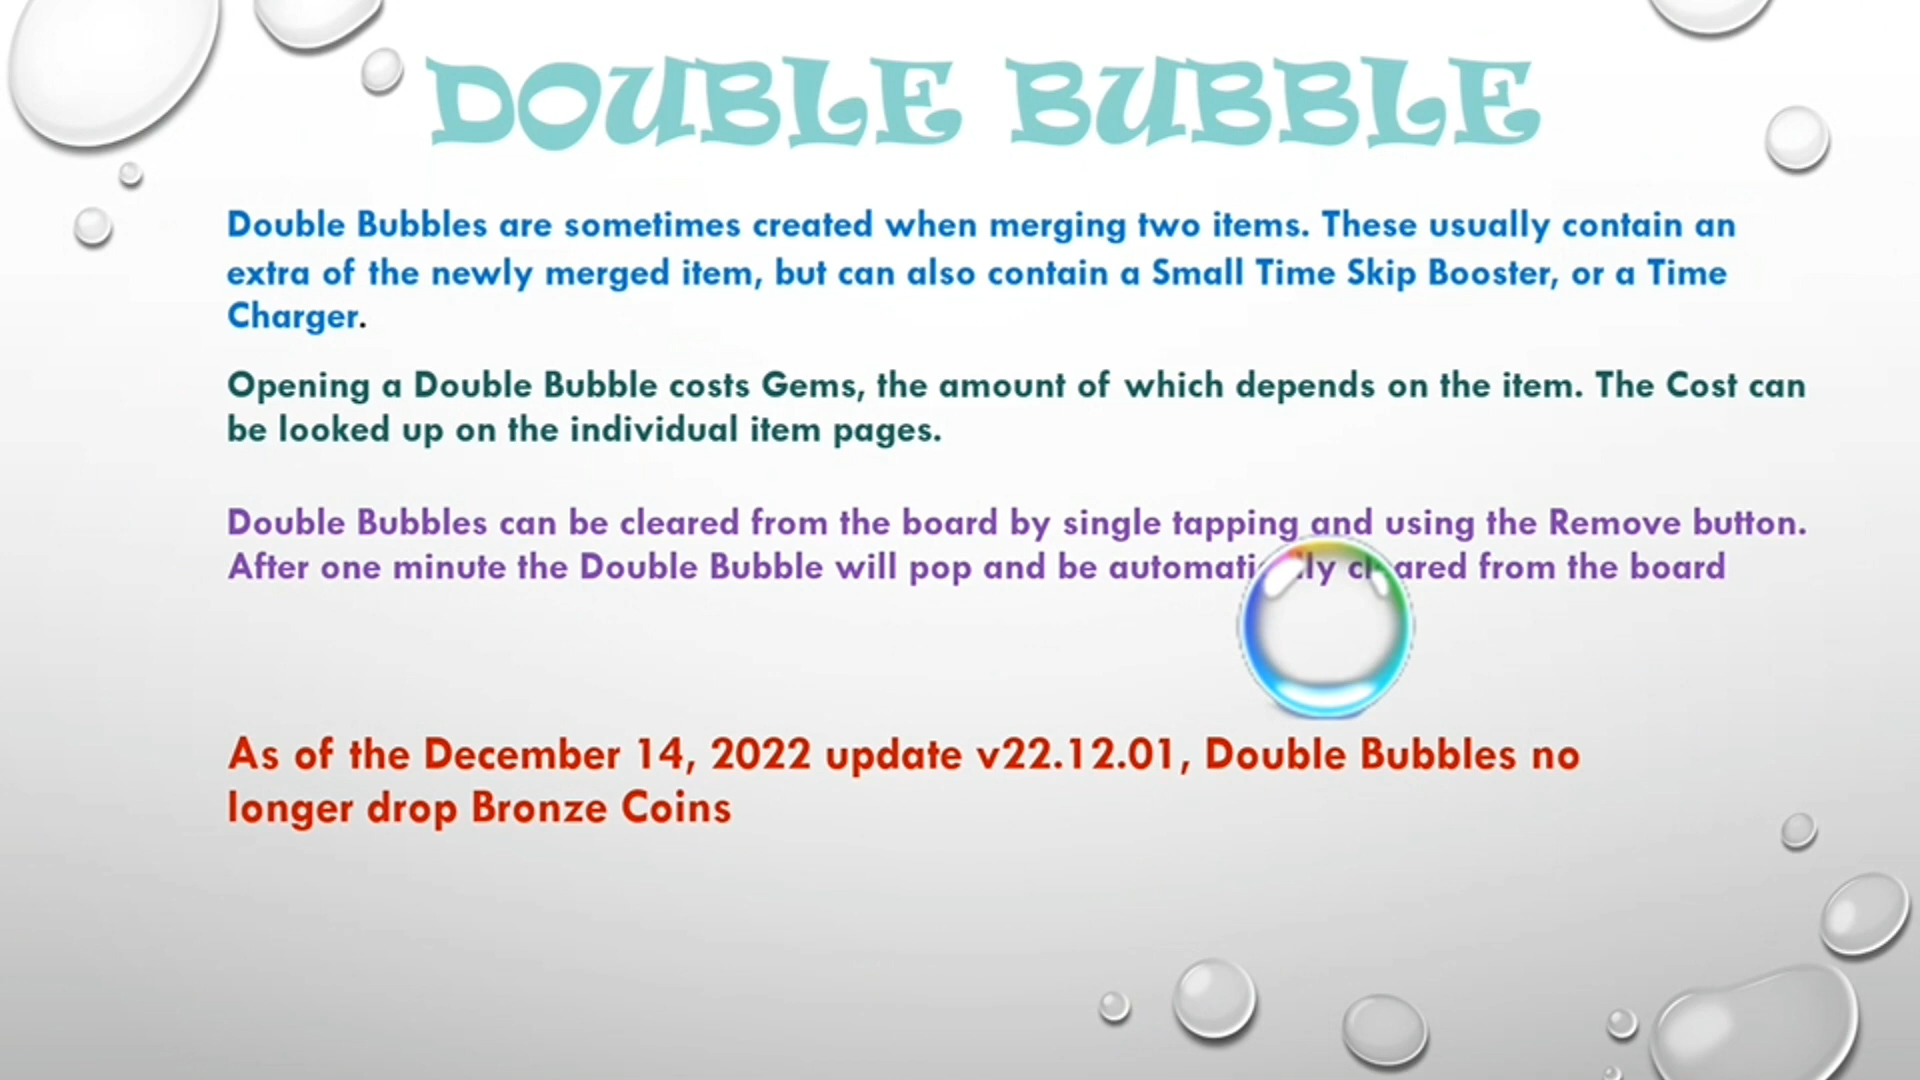 DOUBLE BUBBLE
Double Bubbles are sometimes created when merging two items. These usually contain an
extra of the newly merged item, but can also contain a Small Time Skip Booster, or a Time
Charger.
Opening a Double Bubble costs Gems, the amount of which depends on the item. The Cost can
be looked up on the individual item pages.
Double Bubbles can be cleared from the board by single tapping and using the Remove button.
After one minute the Double Bubble will pop and be automatically cleared from the board
As of the December 14, 2022 update v22.12.01, Double Bubbles no
longer drop Bronze Coins